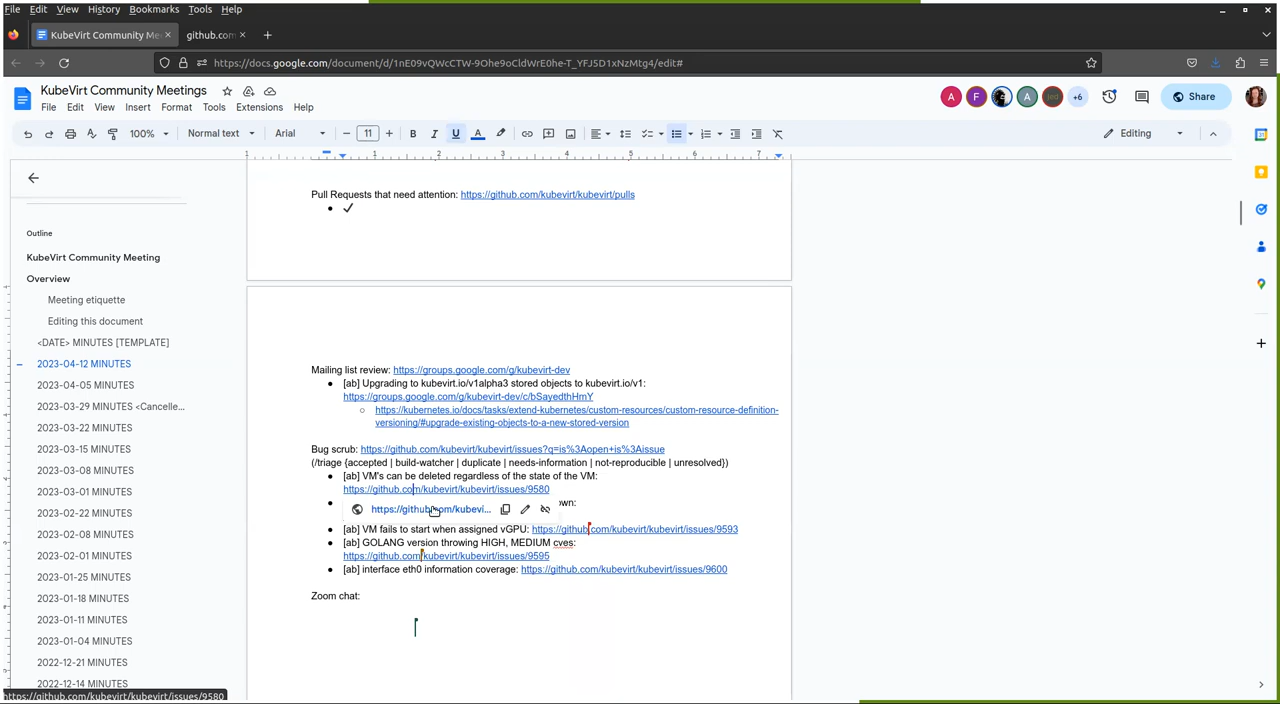 File Edit View History Bookmarks Tools Help
KubeVirt Community Me
github.com
https://docs.google.com/document/d/1nE09vQWcCTW-9Ohe9oCldWrE0he-T_YFJ5D1xNzMtg4/edit#
KubeVirt Community Meetings
File Edit View Insert Format Tools Extensions Help
A F A jed +6 Share
100% Normal text Arial 11 B I U A Editing
1 1 2 3 4 5 6 7
Outline
KubeVirt Community Meeting
Overview
Meeting etiquette
Editing this document
<DATE> MINUTES [TEMPLATE]
2023-04-12 MINUTES
2023-04-05 MINUTES
2023-03-29 MINUTES <Cancelle...
2023-03-22 MINUTES
2023-03-15 MINUTES
2023-03-08 MINUTES
2023-03-01 MINUTES
2023-02-22 MINUTES
2023-02-08 MINUTES
2023-02-01 MINUTES
2023-01-25 MINUTES
2023-01-18 MINUTES
2023-01-11 MINUTES
2023-01-04 MINUTES
2022-12-21 MINUTES
2022-12-14 MINUTES
Pull Requests that need attention: https://github.com/kubevirt/kubevirt/pulls
● ✓
Mailing list review: https://groups.google.com/g/kubevirt-dev
● [ab] Upgrading to kubevirt.io/v1alpha3 stored objects to kubevirt.io/v1:
https://groups.google.com/g/kubevirt-dev/c/bSayedthHmY
○ https://kubernetes.io/docs/tasks/extend-kubernetes/custom-resources/custom-resource-definition-
versioning/#upgrade-existing-objects-to-a-new-stored-version
Bug scrub: https://github.com/kubevirt/kubevirt/issues?q=is%3Aopen+is%3Aissue
(/triage {accepted | build-watcher | duplicate | needs-information | not-reproducible | unresolved})
● [ab] VM's can be deleted regardless of the state of the VM:
https://github.com/kubevirt/kubevirt/issues/9580
● own:
https://github.com/kubevi...
● [ab] VM fails to start when assigned vGPU: https://github.com/kubevirt/kubevirt/issues/9593
● [ab] GOLANG version throwing HIGH, MEDIUM cves:
https://github.com/kubevirt/kubevirt/issues/9595
● [ab] interface eth0 information coverage: https://github.com/kubevirt/kubevirt/issues/9600
Zoom chat:
https://github.com/kubevirt/kubevirt/issues/9580